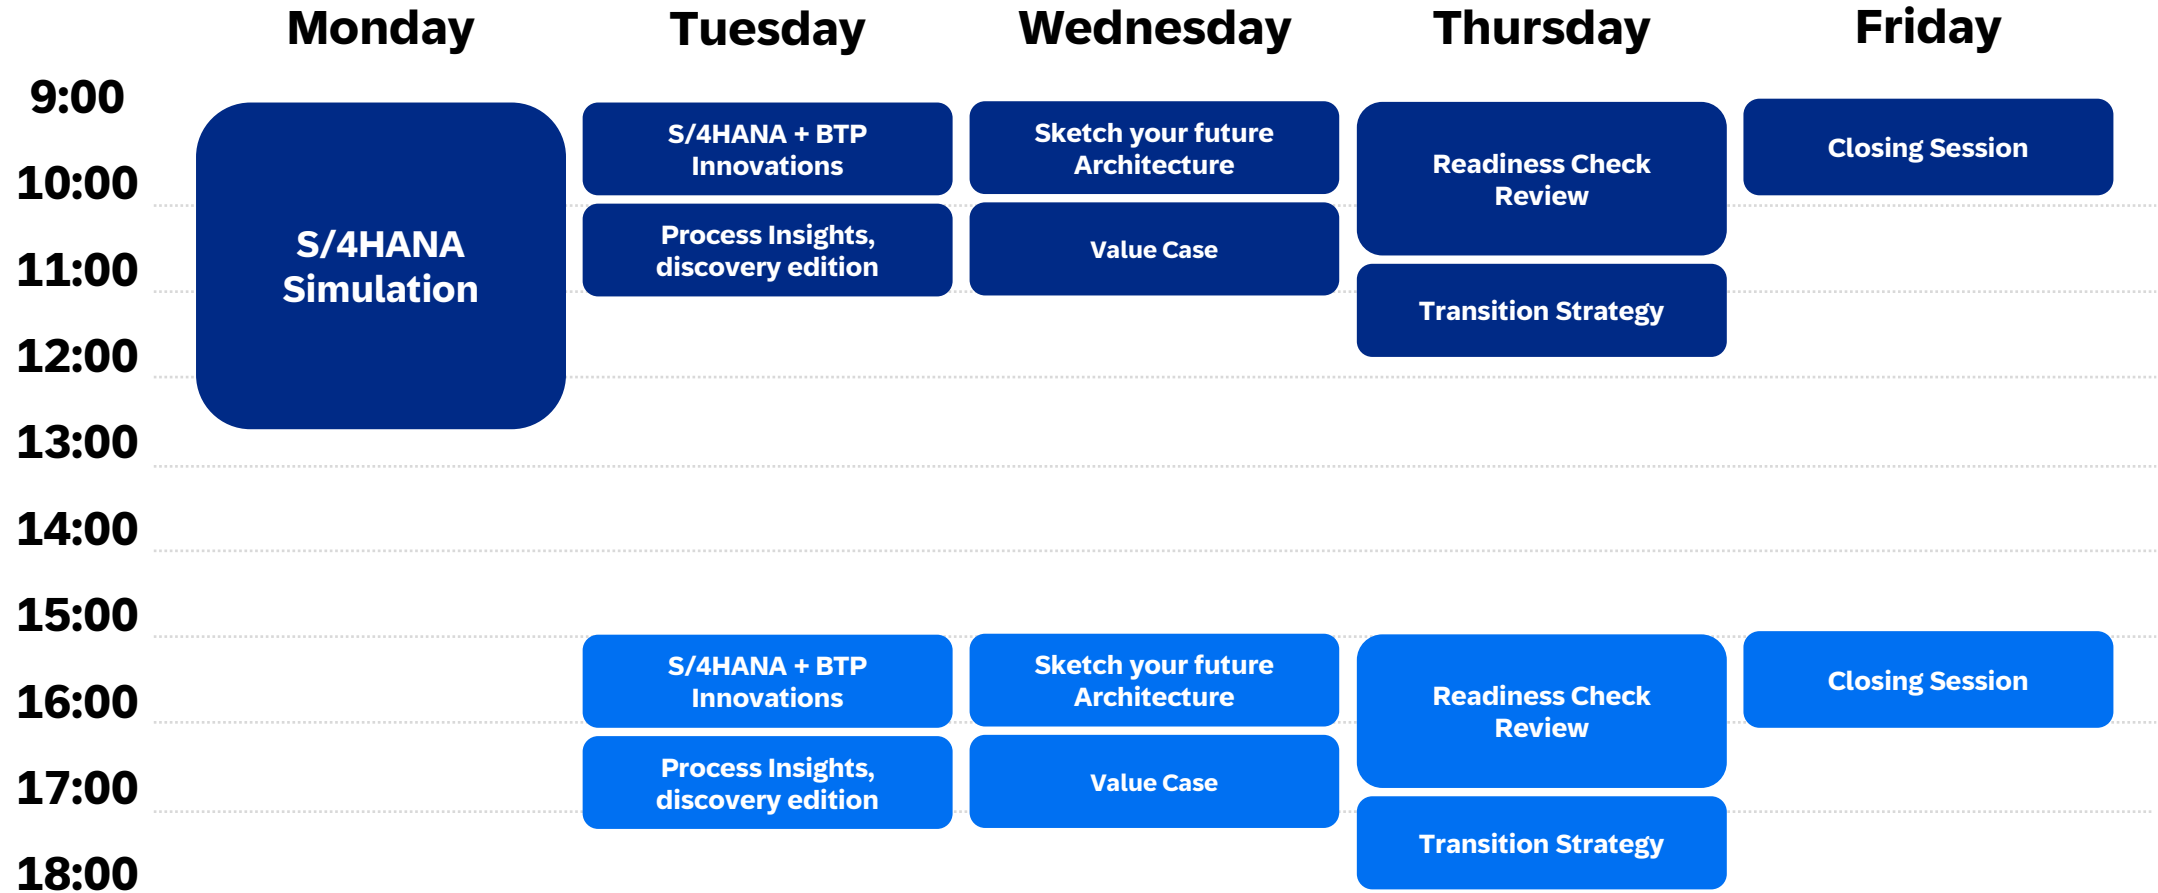 Monday
Tuesday
Wednesday
Thursday
Friday
9:00
10:00
11:00
12:00
13:00
14:00
15:00
16:00
17:00
18:00
S/4HANA
Simulation
S/4HANA + BTP
Innovations
Process Insights,
discovery edition
Sketch your future
Architecture
Value Case
Readiness Check
Review
Transition Strategy
Closing Session
S/4HANA + BTP
Innovations
Process Insights,
discovery edition
Sketch your future
Architecture
Value Case
Readiness Check
Review
Transition Strategy
Closing Session